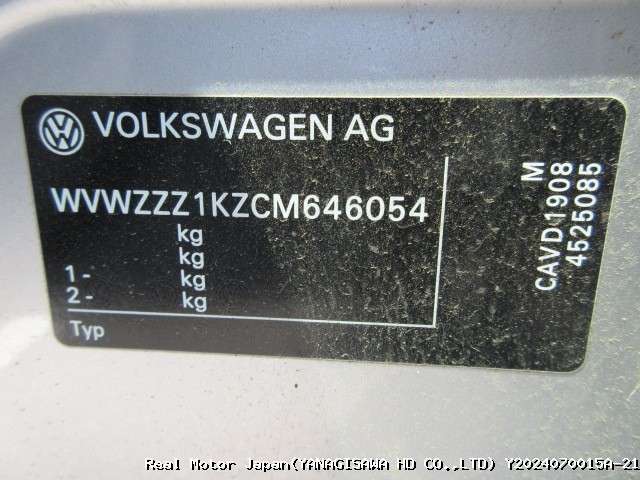 VOLKSWAGEN AG
WVWZZZ1KZCM646054
kg
kg
1- kg
2- kg
Typ
M
CAVD1908
4525085
Real Motor Japan(YANAGISAWA HD CO.,LTD) Y2024070015A-21